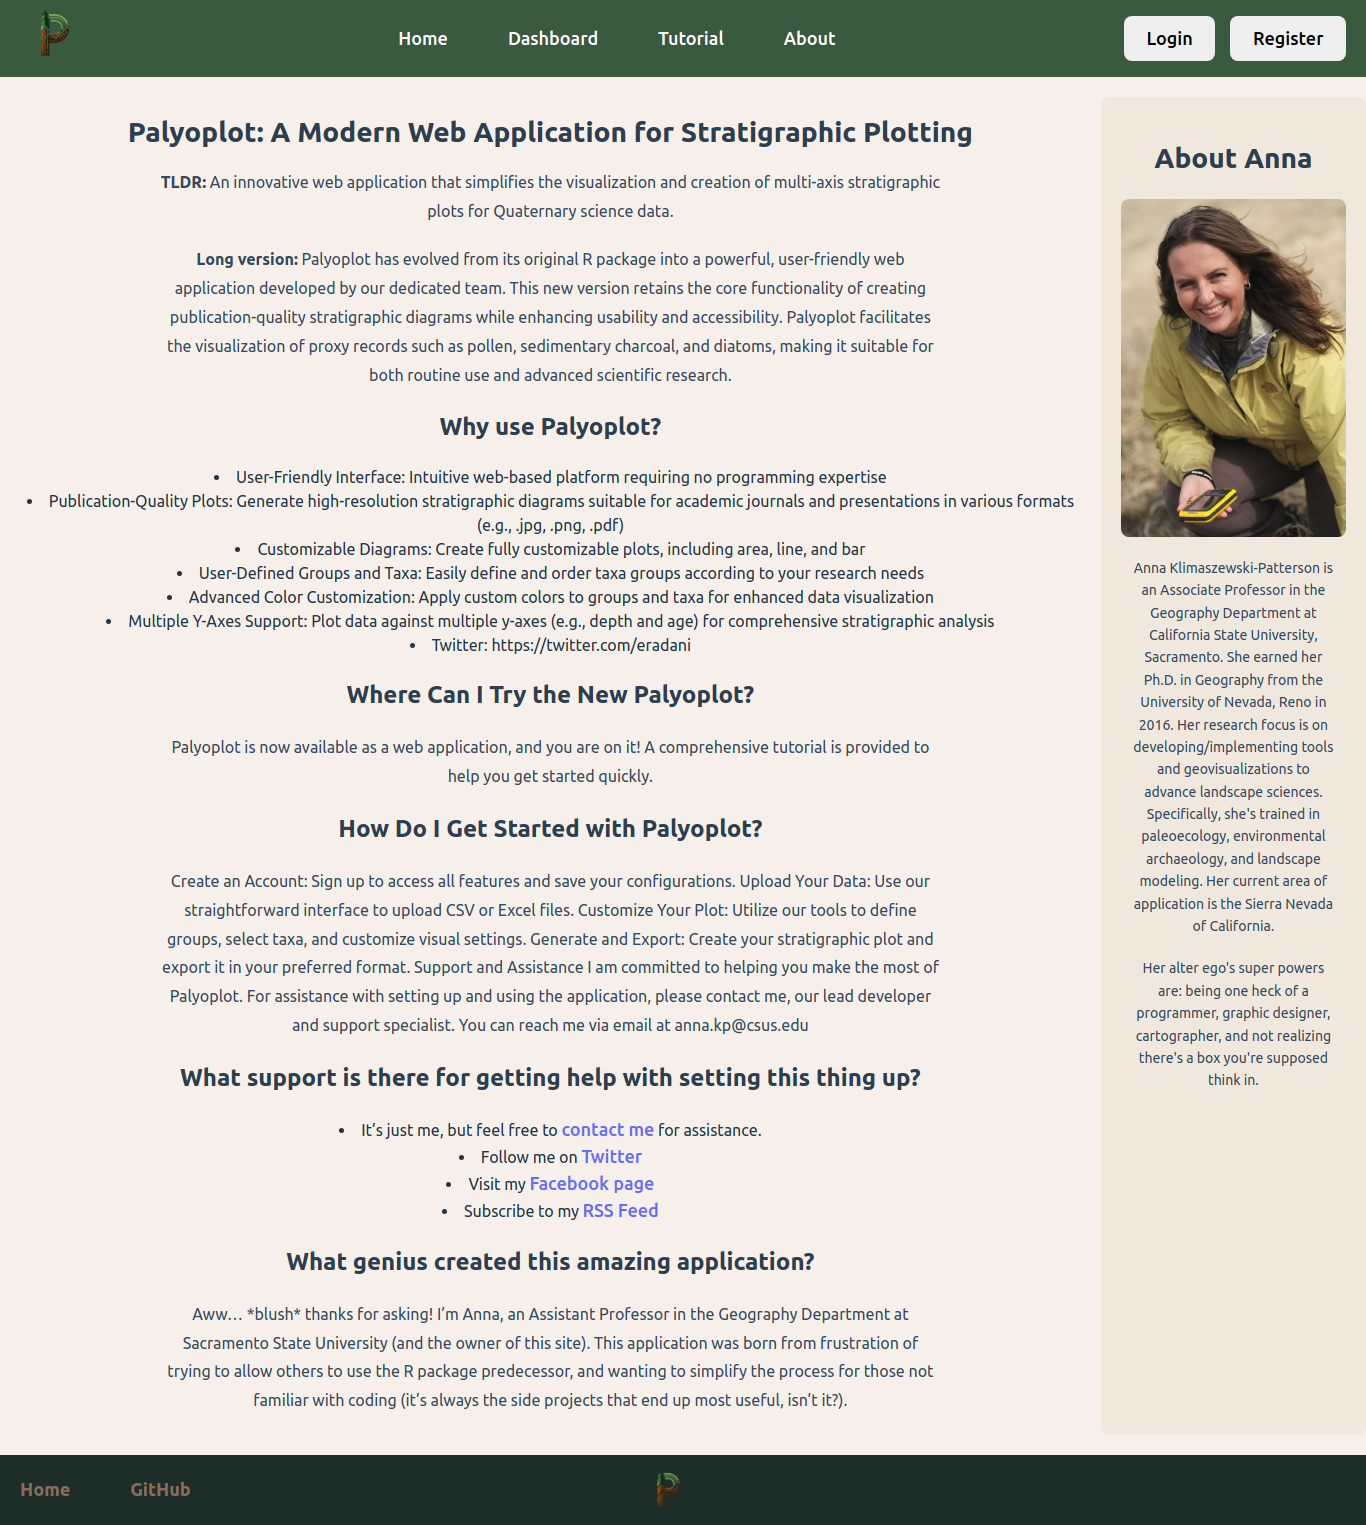 Home
Dashboard
Tutorial
About
Login
Register
Palyoplot: A Modern Web Application for Stratigraphic Plotting
TLDR: An innovative web application that simplifies the visualization and creation of multi-axis stratigraphic
plots for Quaternary science data.
Long version: Palyoplot has evolved from its original R package into a powerful, user-friendly web
application developed by our dedicated team. This new version retains the core functionality of creating
publication-quality stratigraphic diagrams while enhancing usability and accessibility. Palyoplot facilitates
the visualization of proxy records such as pollen, sedimentary charcoal, and diatoms, making it suitable for
both routine use and advanced scientific research.
Why use Palyoplot?
• User-Friendly Interface: Intuitive web-based platform requiring no programming expertise
• Publication-Quality Plots: Generate high-resolution stratigraphic diagrams suitable for academic journals and presentations in various formats
(e.g., .jpg, .png, .pdf)
• Customizable Diagrams: Create fully customizable plots, including area, line, and bar
• User-Defined Groups and Taxa: Easily define and order taxa groups according to your research needs
• Advanced Color Customization: Apply custom colors to groups and taxa for enhanced data visualization
• Multiple Y-Axes Support: Plot data against multiple y-axes (e.g., depth and age) for comprehensive stratigraphic analysis
• Twitter: https://twitter.com/eradani
Where Can I Try the New Palyoplot?
Palyoplot is now available as a web application, and you are on it! A comprehensive tutorial is provided to
help you get started quickly.
How Do I Get Started with Palyoplot?
Create an Account: Sign up to access all features and save your configurations. Upload Your Data: Use our
straightforward interface to upload CSV or Excel files. Customize Your Plot: Utilize our tools to define
groups, select taxa, and customize visual settings. Generate and Export: Create your stratigraphic plot and
export it in your preferred format. Support and Assistance I am committed to helping you make the most of
Palyoplot. For assistance with setting up and using the application, please contact me, our lead developer
and support specialist. You can reach me via email at anna.kp@csus.edu
What support is there for getting help with setting this thing up?
• It’s just me, but feel free to contact me for assistance.
• Follow me on Twitter
• Visit my Facebook page
• Subscribe to my RSS Feed
What genius created this amazing application?
Aww… *blush* thanks for asking! I’m Anna, an Assistant Professor in the Geography Department at
Sacramento State University (and the owner of this site). This application was born from frustration of
trying to allow others to use the R package predecessor, and wanting to simplify the process for those not
familiar with coding (it’s always the side projects that end up most useful, isn’t it?).
About Anna
Anna Klimaszewski-Patterson is
an Associate Professor in the
Geography Department at
California State University,
Sacramento. She earned her
Ph.D. in Geography from the
University of Nevada, Reno in
2016. Her research focus is on
developing/implementing tools
and geovisualizations to
advance landscape sciences.
Specifically, she's trained in
paleoecology, environmental
archaeology, and landscape
modeling. Her current area of
application is the Sierra Nevada
of California.
Her alter ego's super powers
are: being one heck of a
programmer, graphic designer,
cartographer, and not realizing
there's a box you're supposed
think in.
Home
GitHub